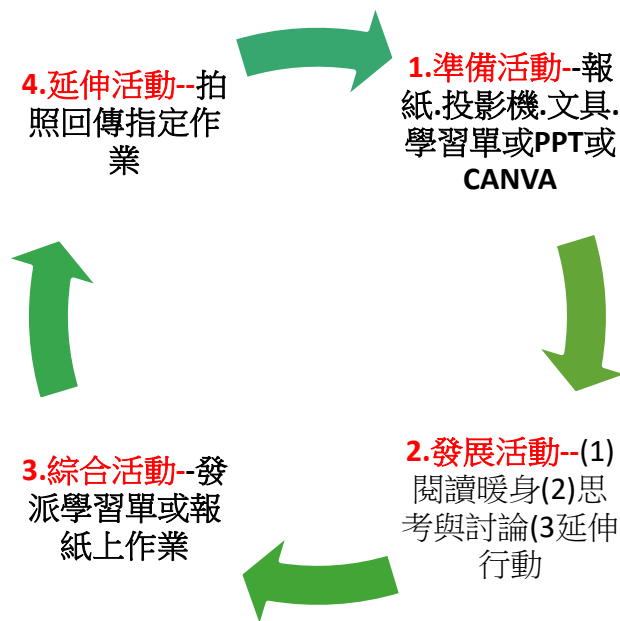 1.準備活動--報
紙.投影機.文具.
學習單或PPT或
CANVA
2.發展活動--(1)
閱讀暖身(2)思
考與討論(3延伸
行動
3.綜合活動--發
派學習單或報
紙上作業
4.延伸活動--拍
照回傳指定作
業